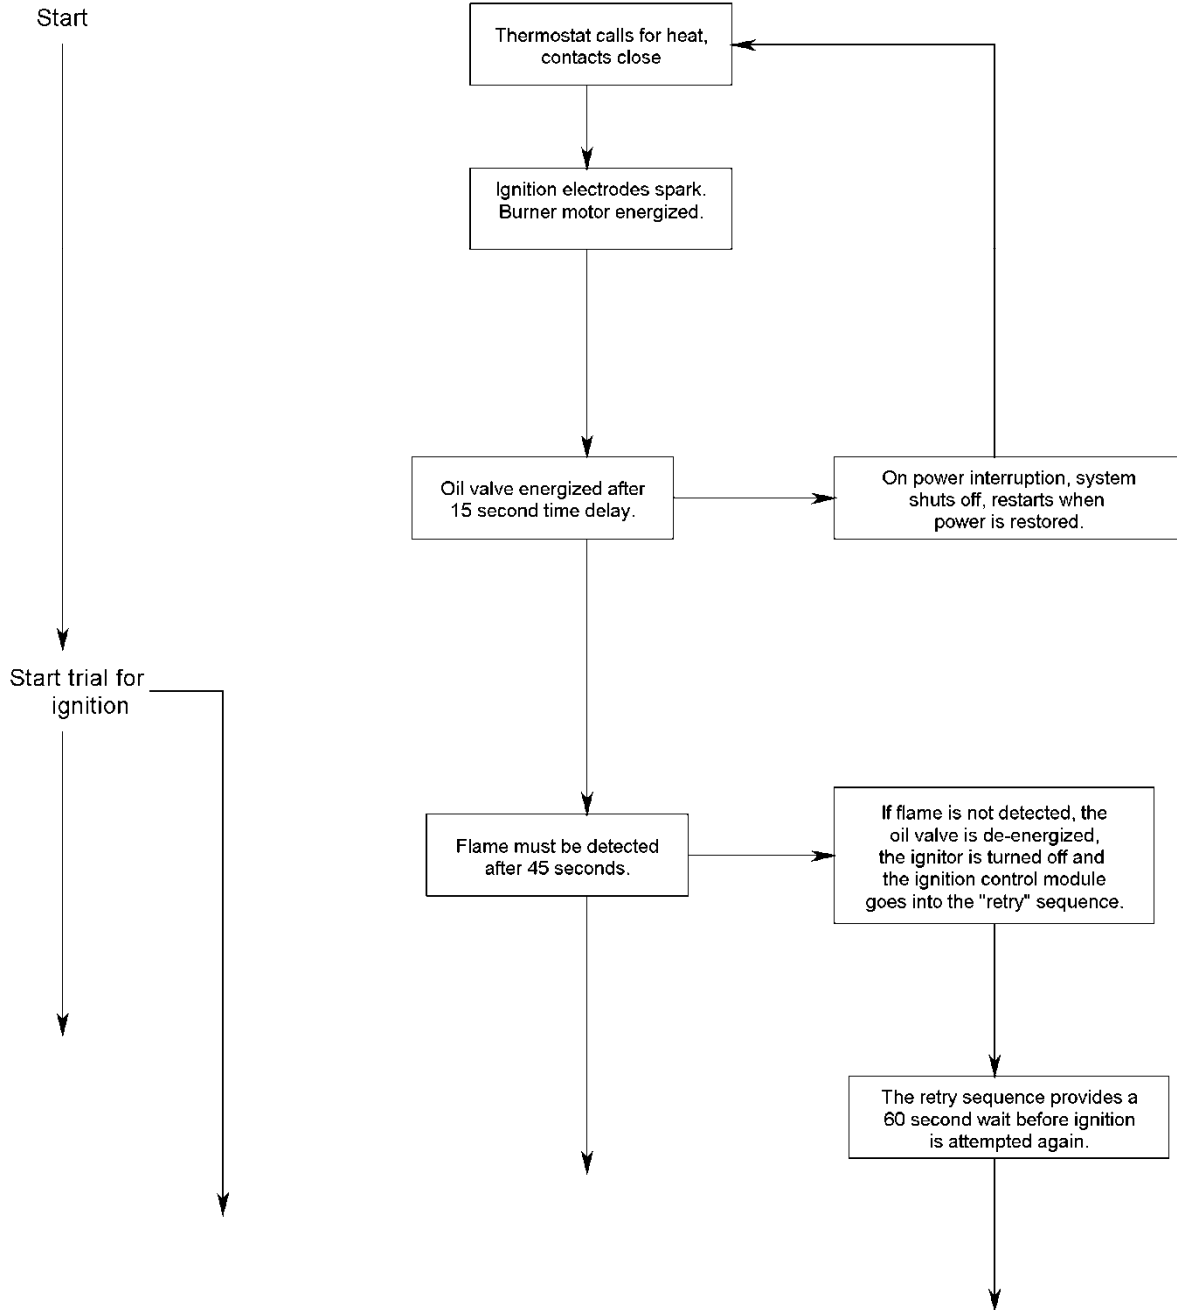 Start
Thermostat calls for heat,
contacts close
Ignition electrodes spark.
Burner motor energized.
Oil valve energized after
15 second time delay.
On power interruption, system
shuts off, restarts when
power is restored.
Start trial for
ignition
Flame must be detected
after 45 seconds.
If flame is not detected, the
oil valve is de-energized,
the ignitor is turned off and
the ignition control module
goes into the "retry" sequence.
The retry sequence provides a
60 second wait before ignition
is attempted again.